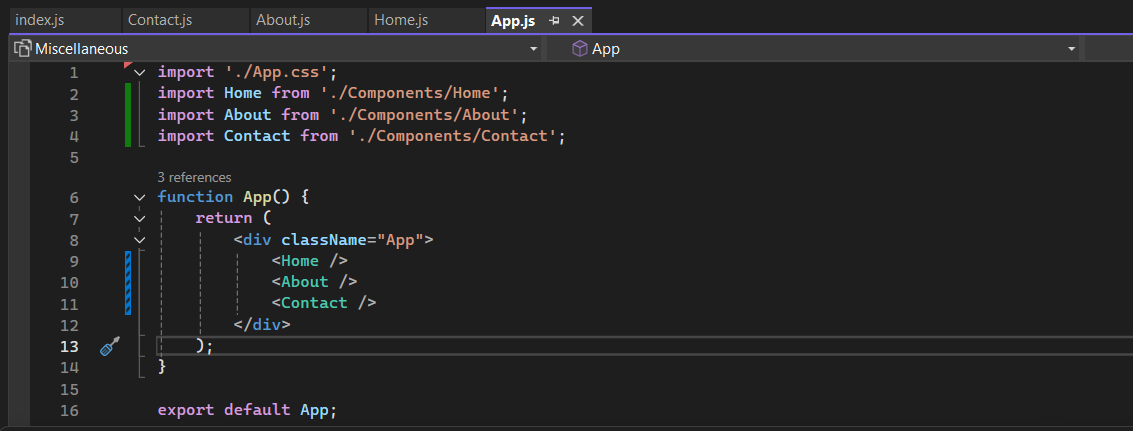 index.js Contact.js About.js Home.js App.js
Miscellaneous App
1 import './App.css';
2 import Home from './Components/Home';
3 import About from './Components/About';
4 import Contact from './Components/Contact';
5
3 references
6 function App() {
7     return (
8         <div className="App">
9             <Home />
10             <About />
11             <Contact />
12         </div>
13     );
14 }
15
16 export default App;